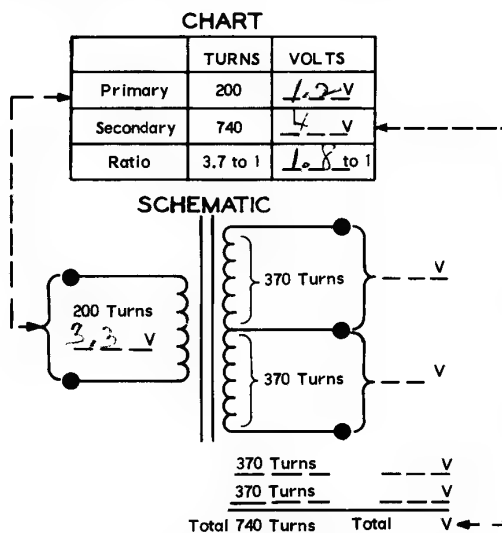 CHART
TURNS VOLTS
Primary 200 1.2 V
Secondary 740 4 V
Ratio 3.7 to 1 1.8 to 1
SCHEMATIC
370 Turns V
200 Turns
3.3 V
370 Turns V
370 Turns V
370 Turns V
Total 740 Turns Total V